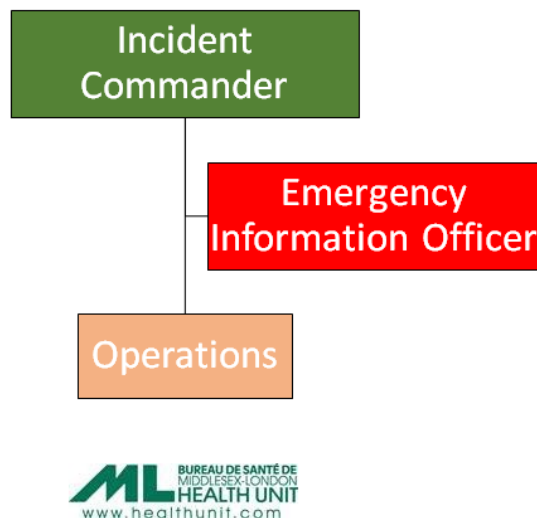 Incident
Commander
Emergency
Information Officer
Operations
ML
BUREAU DE SANTÉ DE
MIDDLESEX-LONDON
HEALTH UNIT
www.healthunit.com